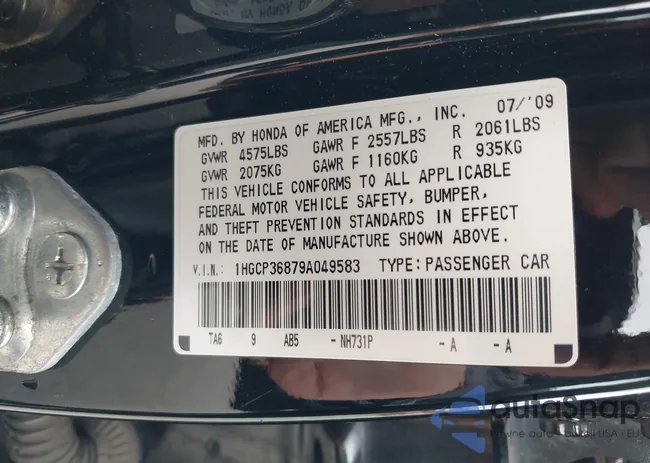 MFD. BY HONDA OF AMERICA MFG., INC. 07/'09
GVWR 4575LBS GAWR F 2557LBS R 2061LBS
GVWR 2075KG GAWR F 1160KG R 935KG
THIS VEHICLE CONFORMS TO ALL APPLICABLE
FEDERAL MOTOR VEHICLE SAFETY, BUMPER,
AND THEFT PREVENTION STANDARDS IN EFFECT
ON THE DATE OF MANUFACTURE SHOWN ABOVE.
V.I.N.: 1HGCP36879A049583 TYPE: PASSENGER CAR
TA6 9 AB5 -NH731P -A -A
autoSnap